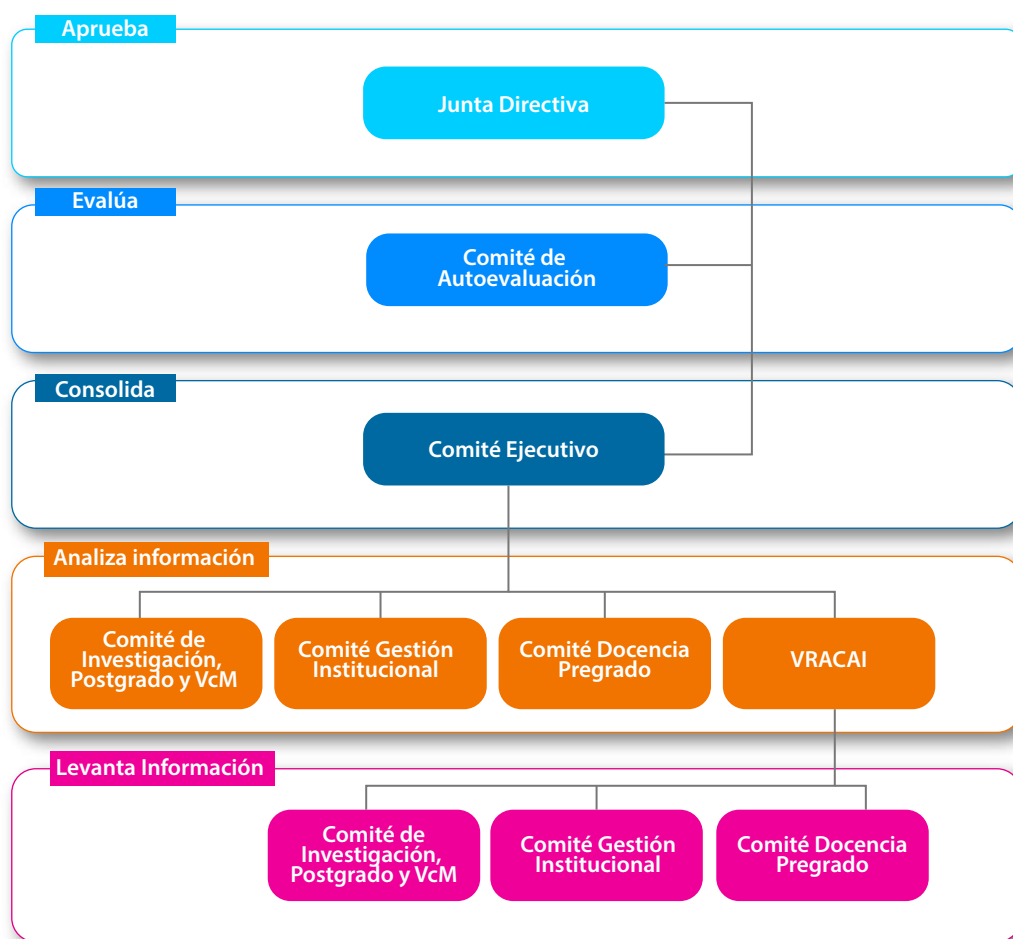 Aprueba
Junta Directiva
Evalúa
Comité de
Autoevaluación
Consolida
Comité Ejecutivo
Analiza información
Comité de
Investigación,
Postgrado y VcM
Comité Gestión
Institucional
Comité Docencia
Pregrado
VRACAI
Levanta Información
Comité de
Investigación,
Postgrado y VcM
Comité Gestión
Institucional
Comité Docencia
Pregrado